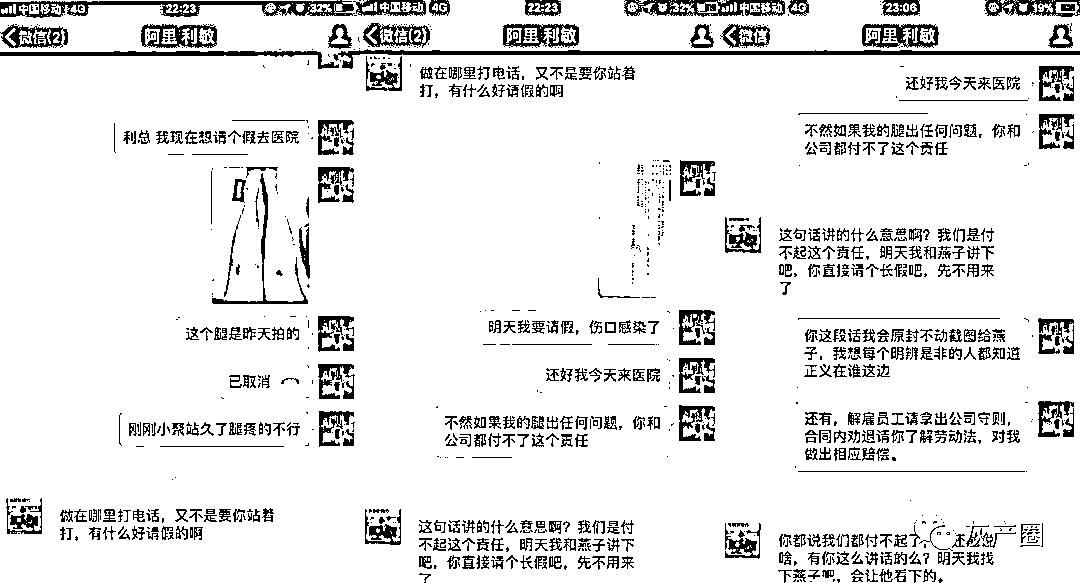 中国移动 4G
22:23
32%
微信(2)
阿里 利敏
利总 我现在想请个假去医院
这个腿是昨天拍的
已取消
刚刚小聚站久了腿疼的不行
做在哪里打电话，又不是要你站着
打，有什么好请假的啊
中国移动 4G
22:23
32%
微信(2)
阿里 利敏
做在哪里打电话，又不是要你站着
打，有什么好请假的啊
明天我要请假，伤口感染了
还好我今天来医院
不然如果我的腿出任何问题，你和
公司都付不了这个责任
这句话讲的什么意思啊？我们是付
不起这个责任，明天我和燕子讲下
吧，你直接请个长假吧，先不用来
了
中国移动 4G
23:06
19%
微信
阿里 利敏
还好我今天来医院
不然如果我的腿出任何问题，你和
公司都付不了这个责任
这句话讲的什么意思啊？我们是付
不起这个责任，明天我和燕子讲下
吧，你直接请个长假吧，先不用来
了
你这段话我会原封不动截图给燕
子，我想每个明辨是非的人都知道
正义在谁这边
还有，解雇员工请拿出公司守则，
合同内劝退请你了解劳动法，对我
做出相应赔偿。
你都说我们都付不起了，
啥，有你这么讲话的么？明天我找
下燕子吧，会让他看下的。
灰产圈